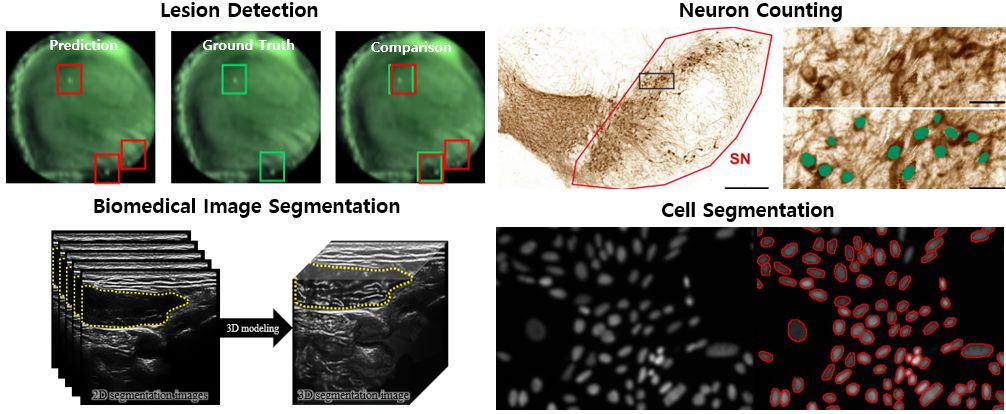 Lesion Detection
Prediction
Ground Truth
Comparison
Neuron Counting
SN
Biomedical Image Segmentation
2D segmentation images
3D modeling
3D segmentation image
Cell Segmentation